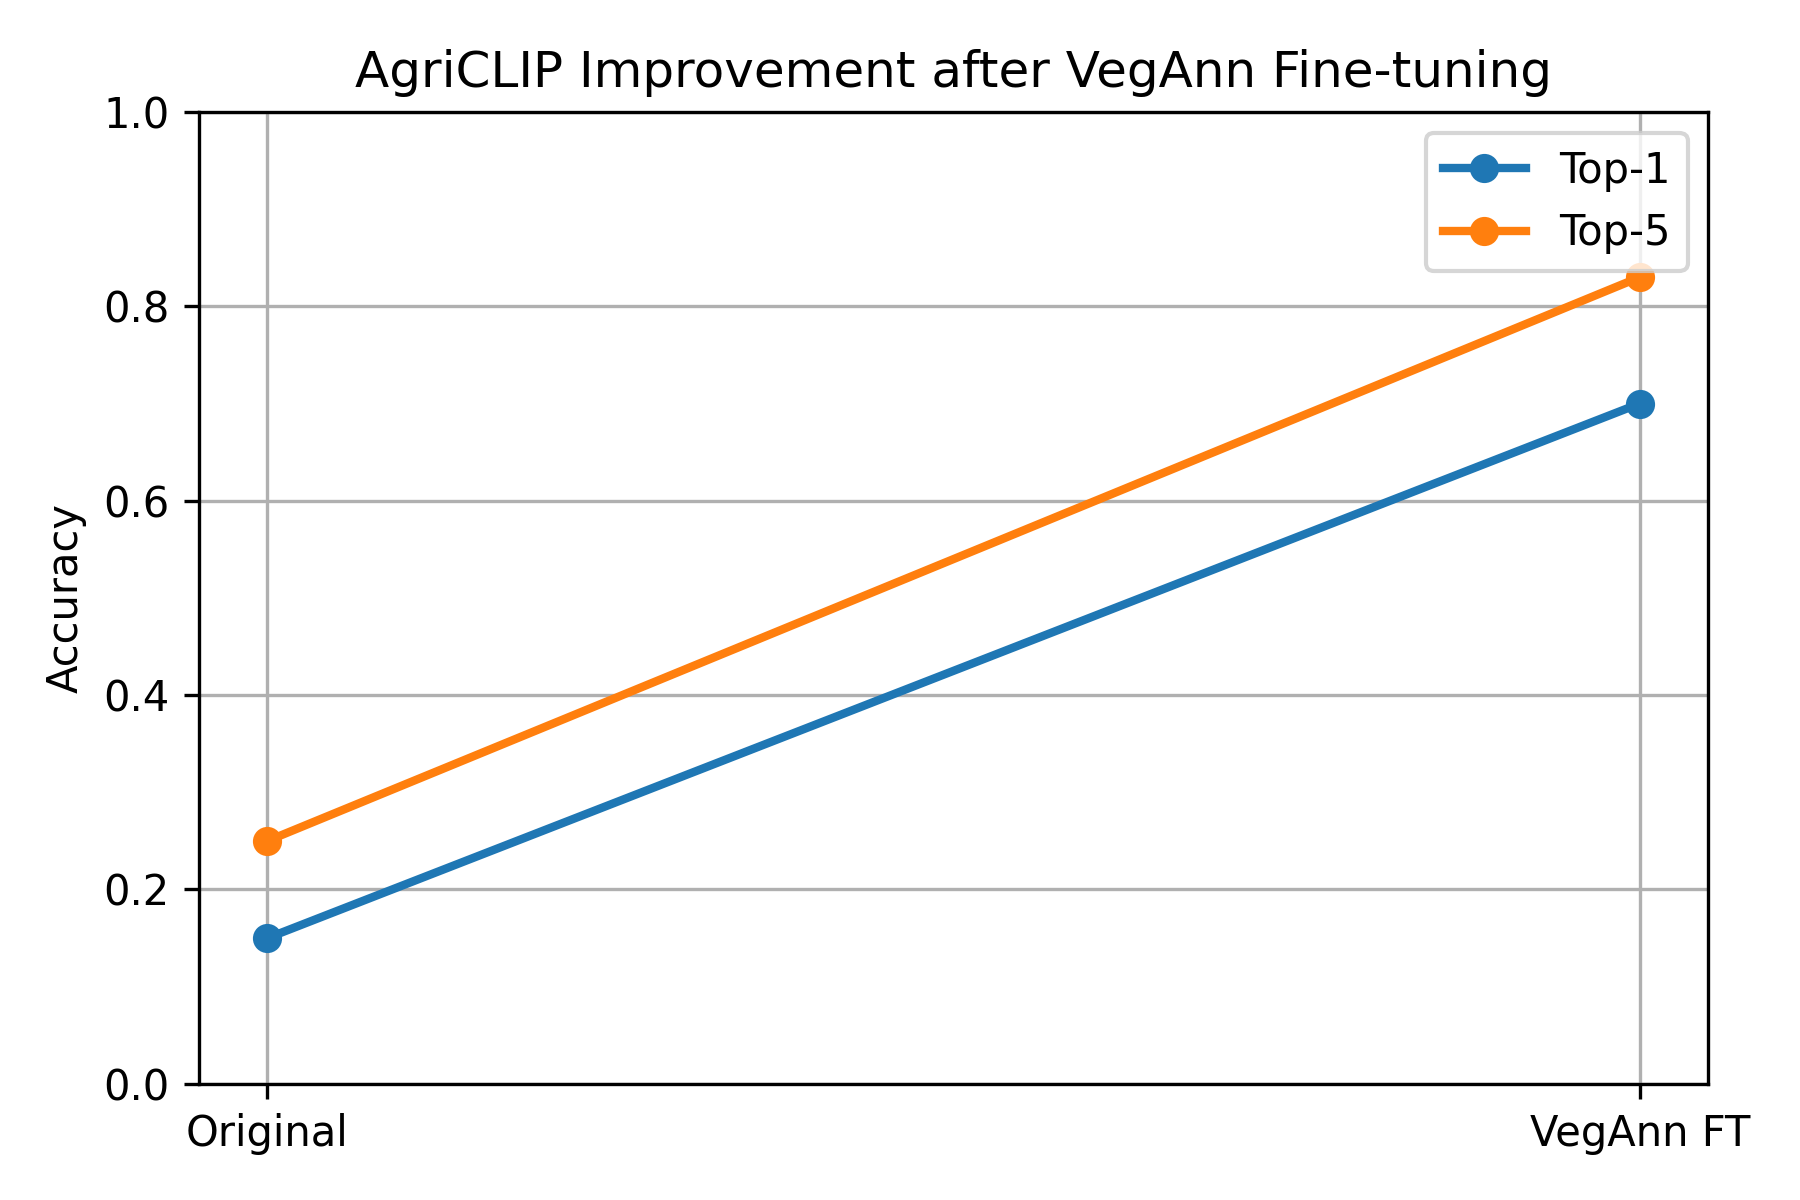 AgriCLIP Improvement after VegAnn Fine-tuning
1.0
0.8
0.6
0.4
0.2
0.0
Accuracy
Top-1
Top-5
Original
VegAnn FT